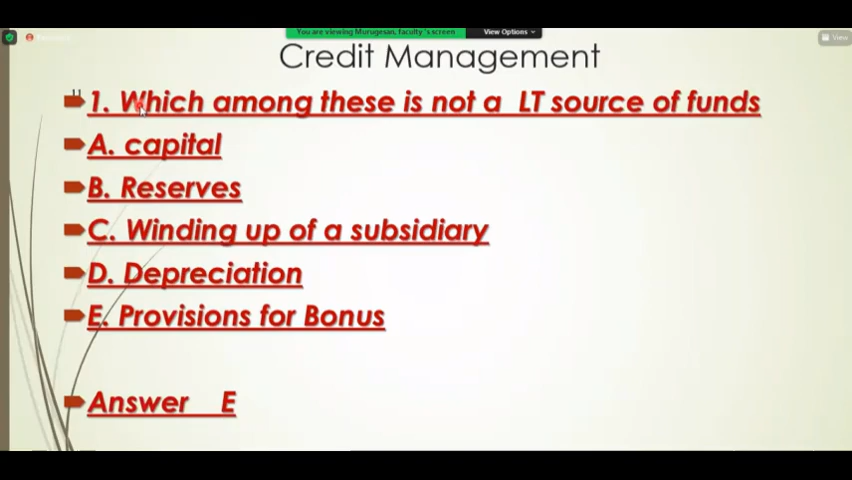 You are viewing Murugesan, faculty 's screen
View Options
View
Credit Management
1. Which among these is not a LT source of funds
A. capital
B. Reserves
C. Winding up of a subsidiary
D. Depreciation
E. Provisions for Bonus
Answer E